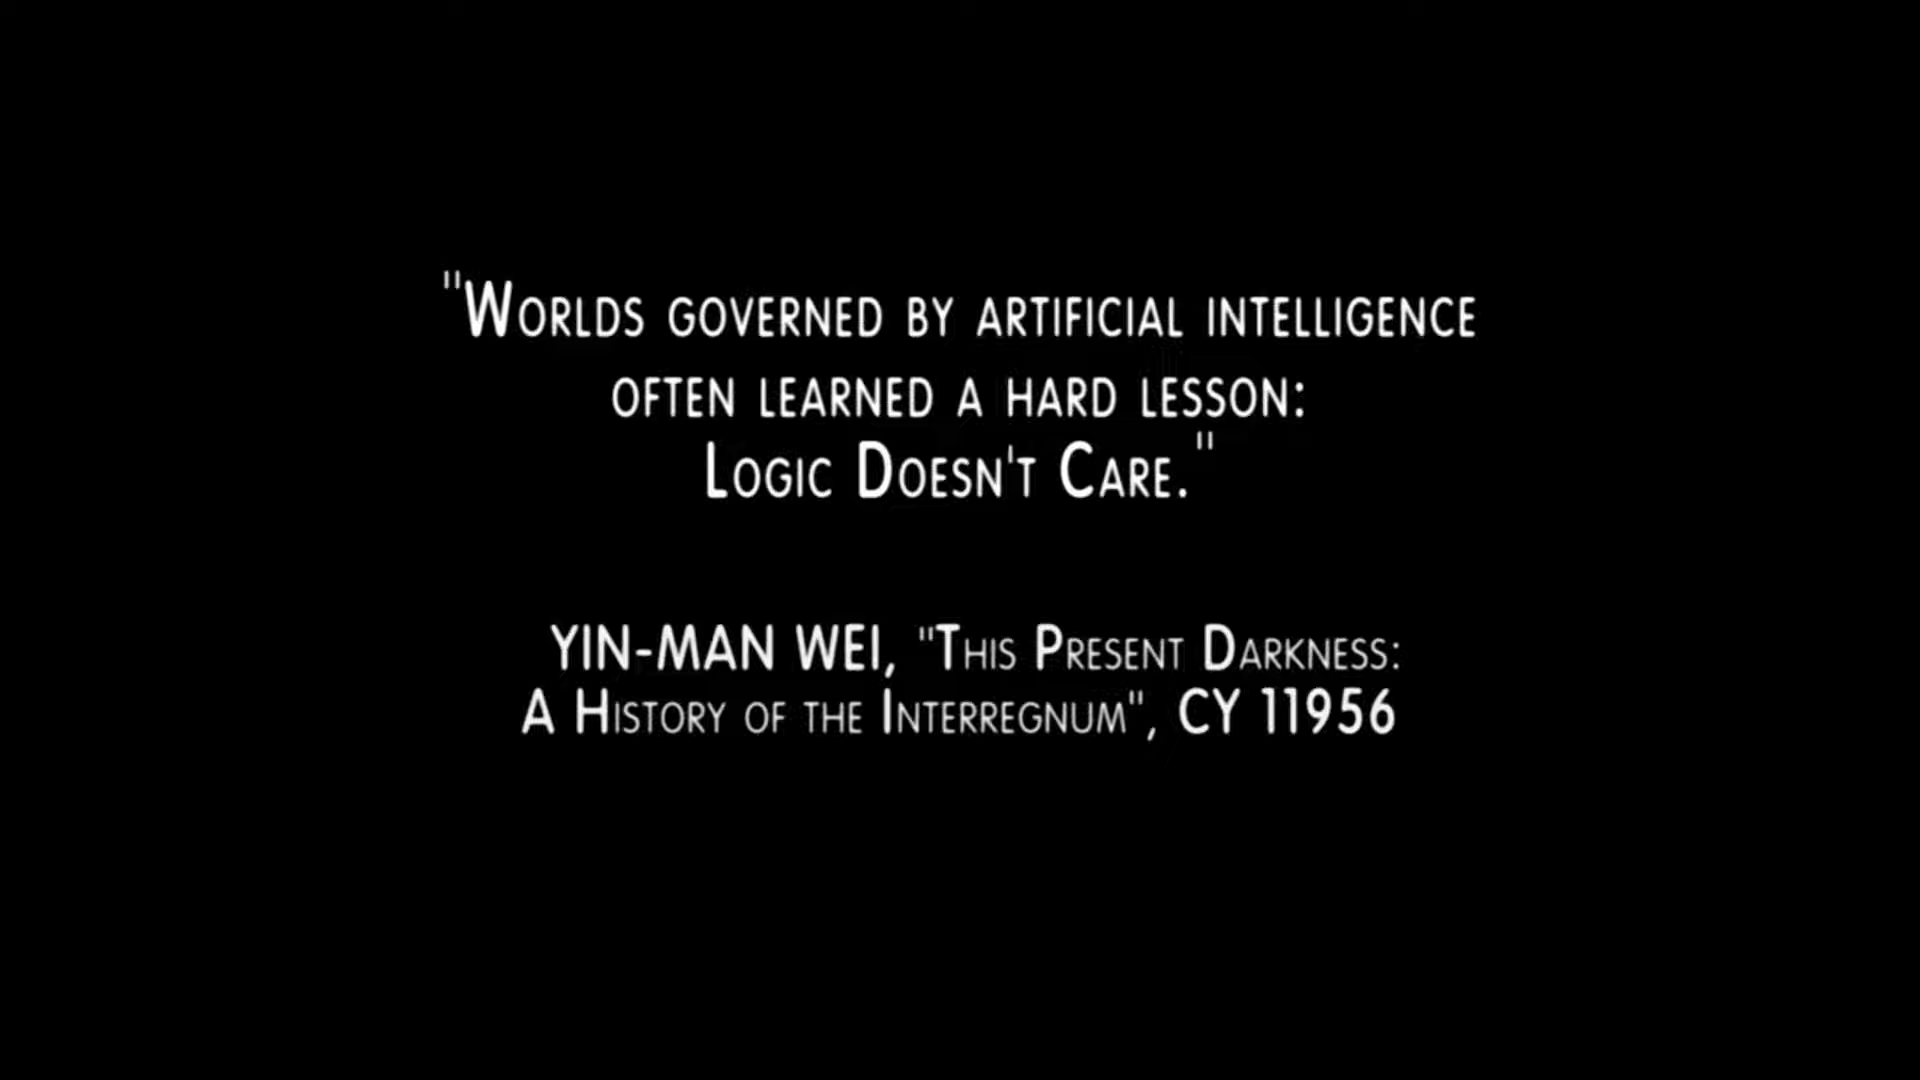 "Worlds governed by artificial intelligence
often learned a hard lesson:
Logic Doesn't Care."
YIN-MAN WEI, "This Present Darkness:
A History of the Interregnum", CY 11956